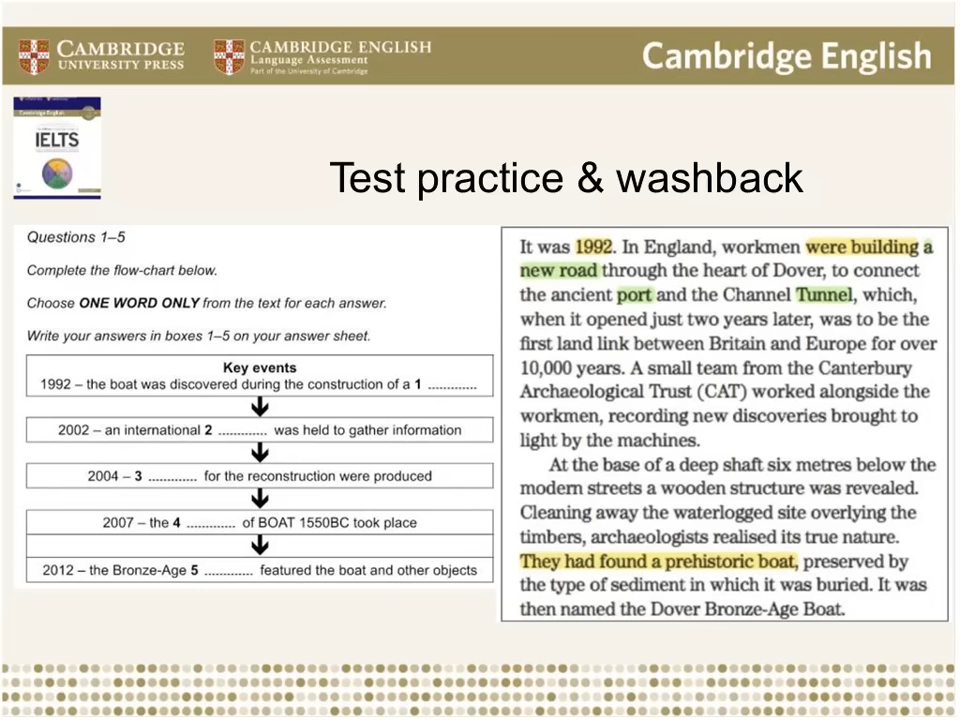 CAMBRIDGE
UNIVERSITY PRESS
CAMBRIDGE ENGLISH
Language Assessment
Part of the University of Cambridge
Cambridge English
Cambridge English
IELTS
Test practice & washback
Questions 1–5
Complete the flow-chart below.
Choose ONE WORD ONLY from the text for each answer.
Write your answers in boxes 1–5 on your answer sheet.
Key events
1992 – the boat was discovered during the construction of a 1 .............
2002 – an international 2 ............. was held to gather information
2004 – 3 ............. for the reconstruction were produced
2007 – the 4 ............. of BOAT 1550BC took place
2012 – the Bronze-Age 5 ............. featured the boat and other objects
It was 1992. In England, workmen were building a
new road through the heart of Dover, to connect
the ancient port and the Channel Tunnel, which,
when it opened just two years later, was to be the
first land link between Britain and Europe for over
10,000 years. A small team from the Canterbury
Archaeological Trust (CAT) worked alongside the
workmen, recording new discoveries brought to
light by the machines.
At the base of a deep shaft six metres below the
modern streets a wooden structure was revealed.
Cleaning away the waterlogged site overlying the
timbers, archaeologists realised its true nature.
They had found a prehistoric boat, preserved by
the type of sediment in which it was buried. It was
then named the Dover Bronze-Age Boat.